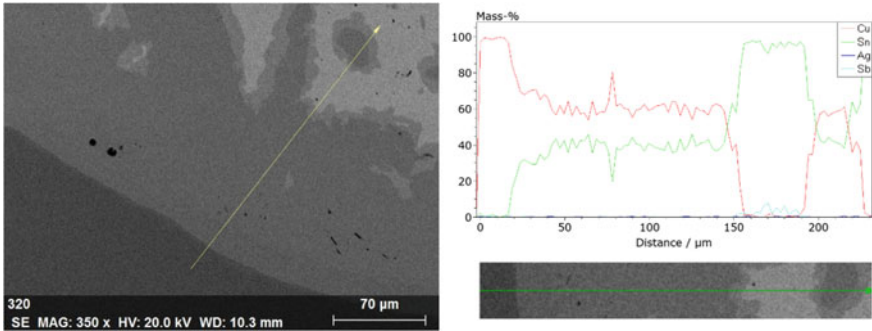 320
SE MAG: 350 x HV: 20.0 kV WD: 10.3 mm
70 µm
Mass-%
100
80
60
40
20
0
Cu
Sn
Ag
Sb
0 50 100 150 200
Distance / µm